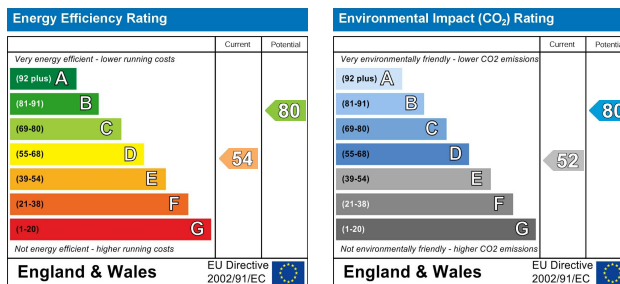 Energy Efficiency Rating
Current Potential
Very energy efficient - lower running costs
(92 plus) A
(81-91) B
80
(69-80) C
(55-68) D
54
(39-54) E
(21-38) F
(1-20) G
Not energy efficient - higher running costs
England & Wales
EU Directive
2002/91/EC
Environmental Impact (CO₂) Rating
Current Potential
Very environmentally friendly - lower CO2 emissions
(92 plus) A
(81-91) B
80
(69-80) C
(55-68) D
52
(39-54) E
(21-38) F
(1-20) G
Not environmentally friendly - higher CO2 emissions
England & Wales
EU Directive
2002/91/EC